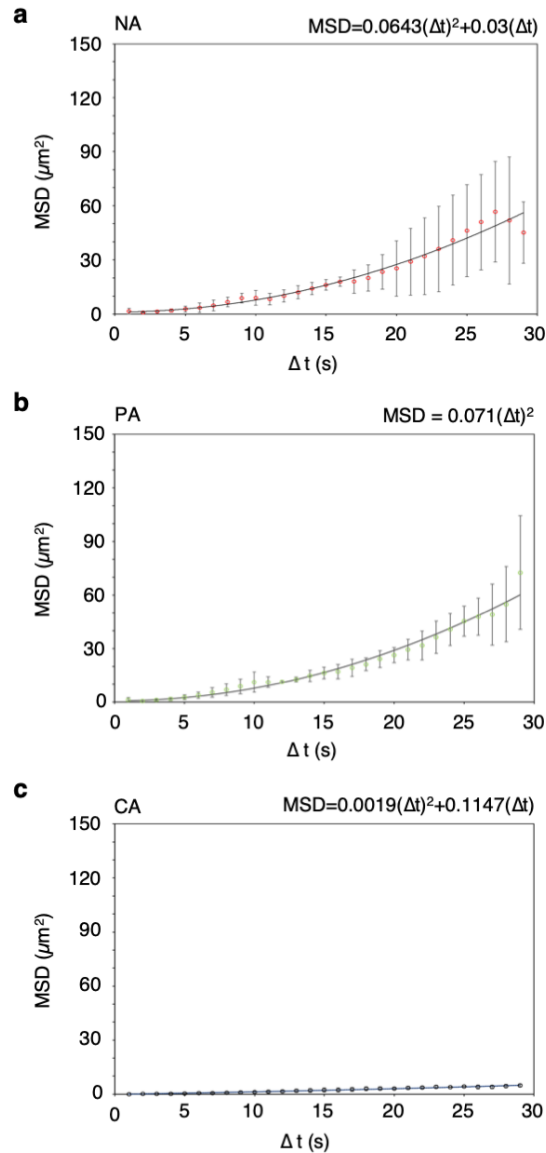 a
NA MSD=0.0643(Δt)²+0.03(Δt)
150
120
90
60
30
0
MSD (µm²)
0 5 10 15 20 25 30
Δ t (s)
b
PA MSD = 0.071(Δt)²
150
120
90
60
30
0
MSD (µm²)
0 5 10 15 20 25 30
Δ t (s)
c
CA MSD=0.0019(Δt)²+0.1147(Δt)
150
120
90
60
30
0
MSD (µm²)
0 5 10 15 20 25 30
Δ t (s)